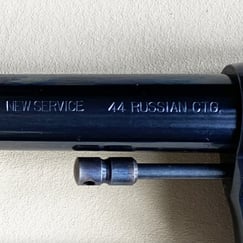 NEW SERVICE 44 RUSSIAN CTG.